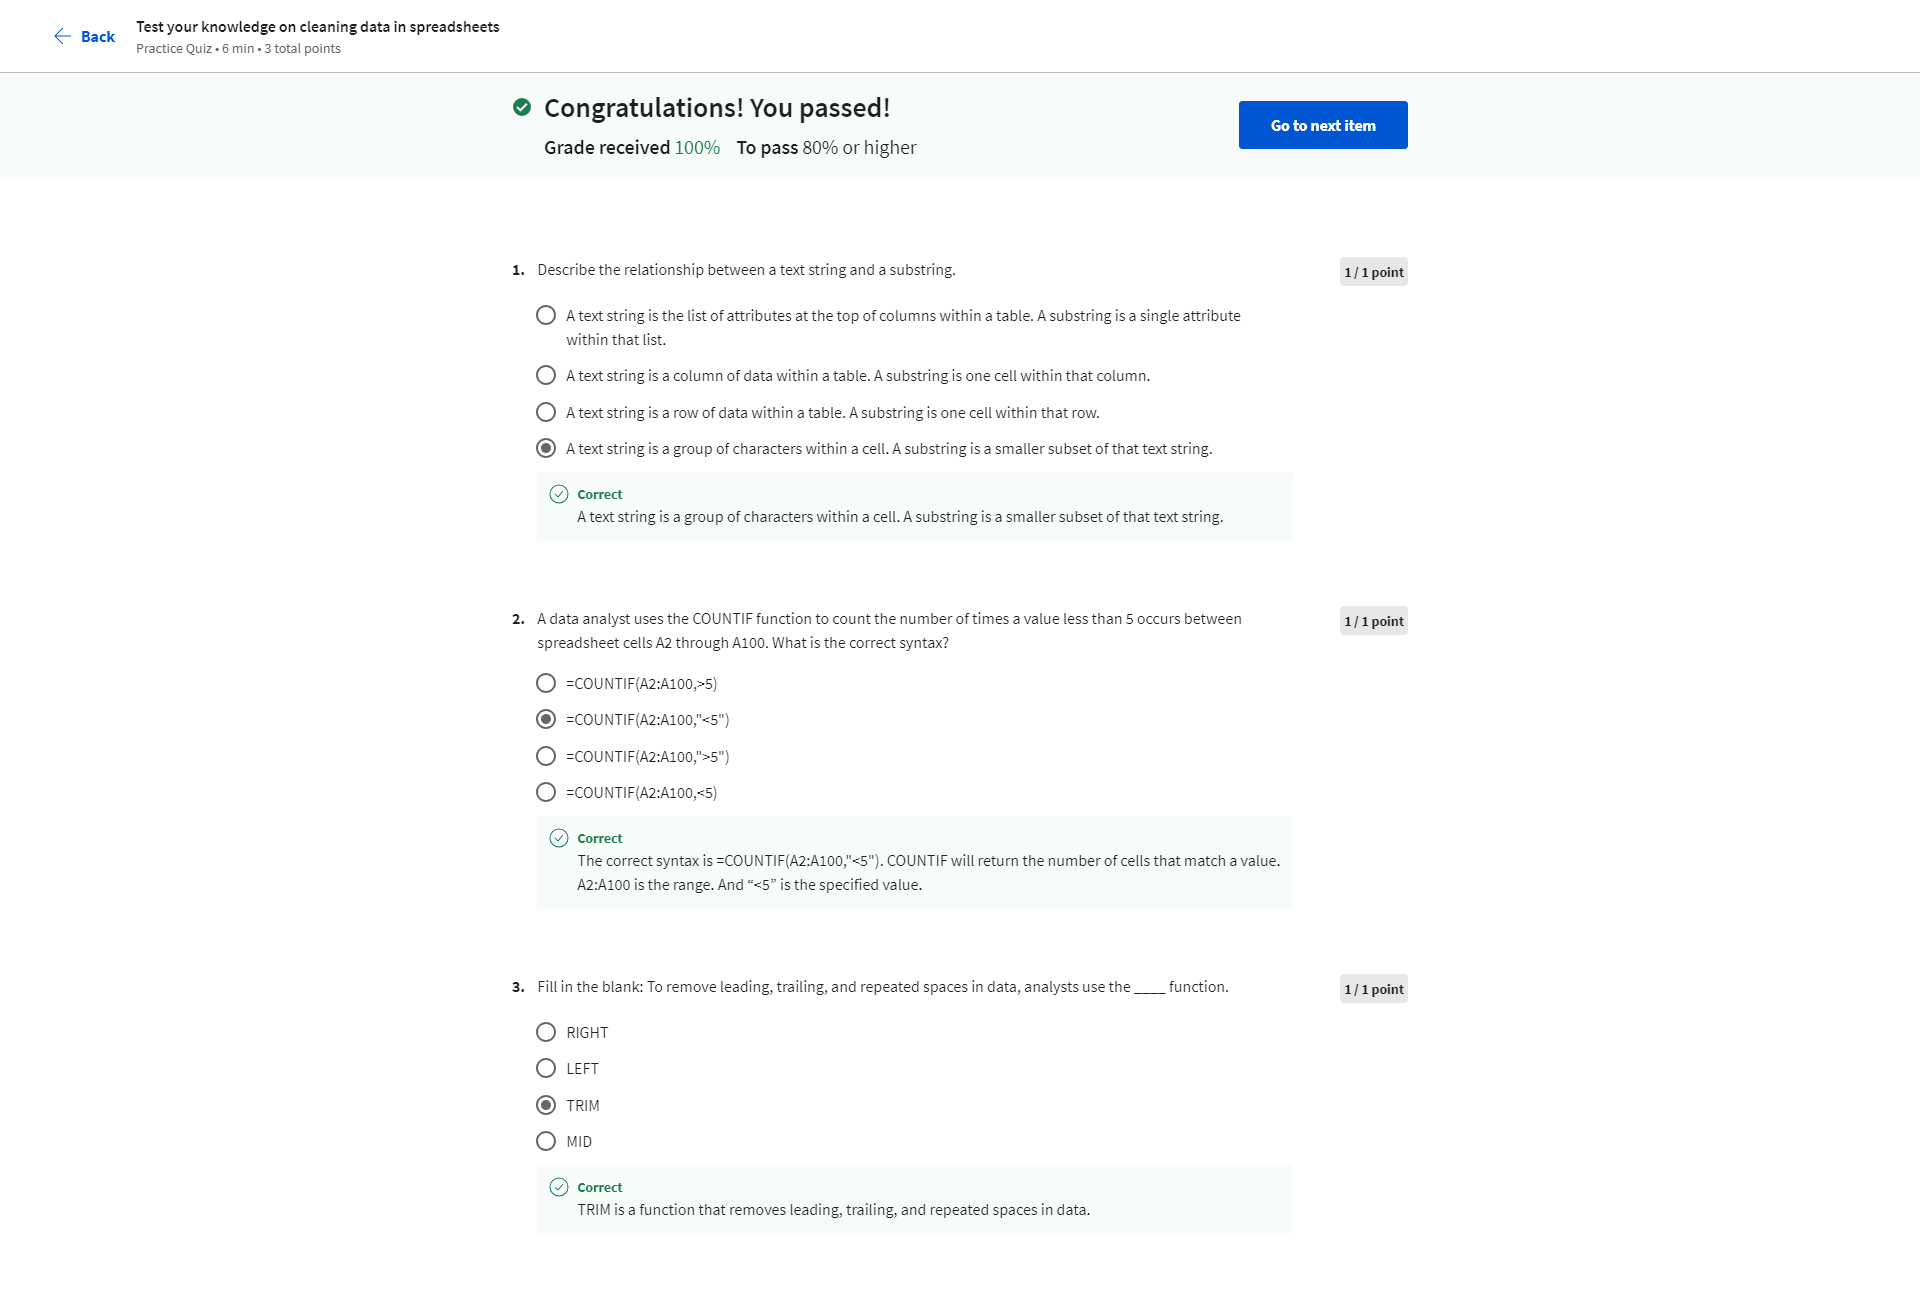 Back
Test your knowledge on cleaning data in spreadsheets
Practice Quiz • 6 min • 3 total points
Congratulations! You passed!
Grade received 100% To pass 80% or higher
Go to next item
1. Describe the relationship between a text string and a substring.
1 / 1 point
A text string is the list of attributes at the top of columns within a table. A substring is a single attribute
within that list.
A text string is a column of data within a table. A substring is one cell within that column.
A text string is a row of data within a table. A substring is one cell within that row.
A text string is a group of characters within a cell. A substring is a smaller subset of that text string.
Correct
A text string is a group of characters within a cell. A substring is a smaller subset of that text string.
2. A data analyst uses the COUNTIF function to count the number of times a value less than 5 occurs between
spreadsheet cells A2 through A100. What is the correct syntax?
1 / 1 point
=COUNTIF(A2:A100,>5)
=COUNTIF(A2:A100,"<5")
=COUNTIF(A2:A100,">5")
=COUNTIF(A2:A100,<5)
Correct
The correct syntax is =COUNTIF(A2:A100,"<5"). COUNTIF will return the number of cells that match a value.
A2:A100 is the range. And “<5” is the specified value.
3. Fill in the blank: To remove leading, trailing, and repeated spaces in data, analysts use the ____ function.
1 / 1 point
RIGHT
LEFT
TRIM
MID
Correct
TRIM is a function that removes leading, trailing, and repeated spaces in data.